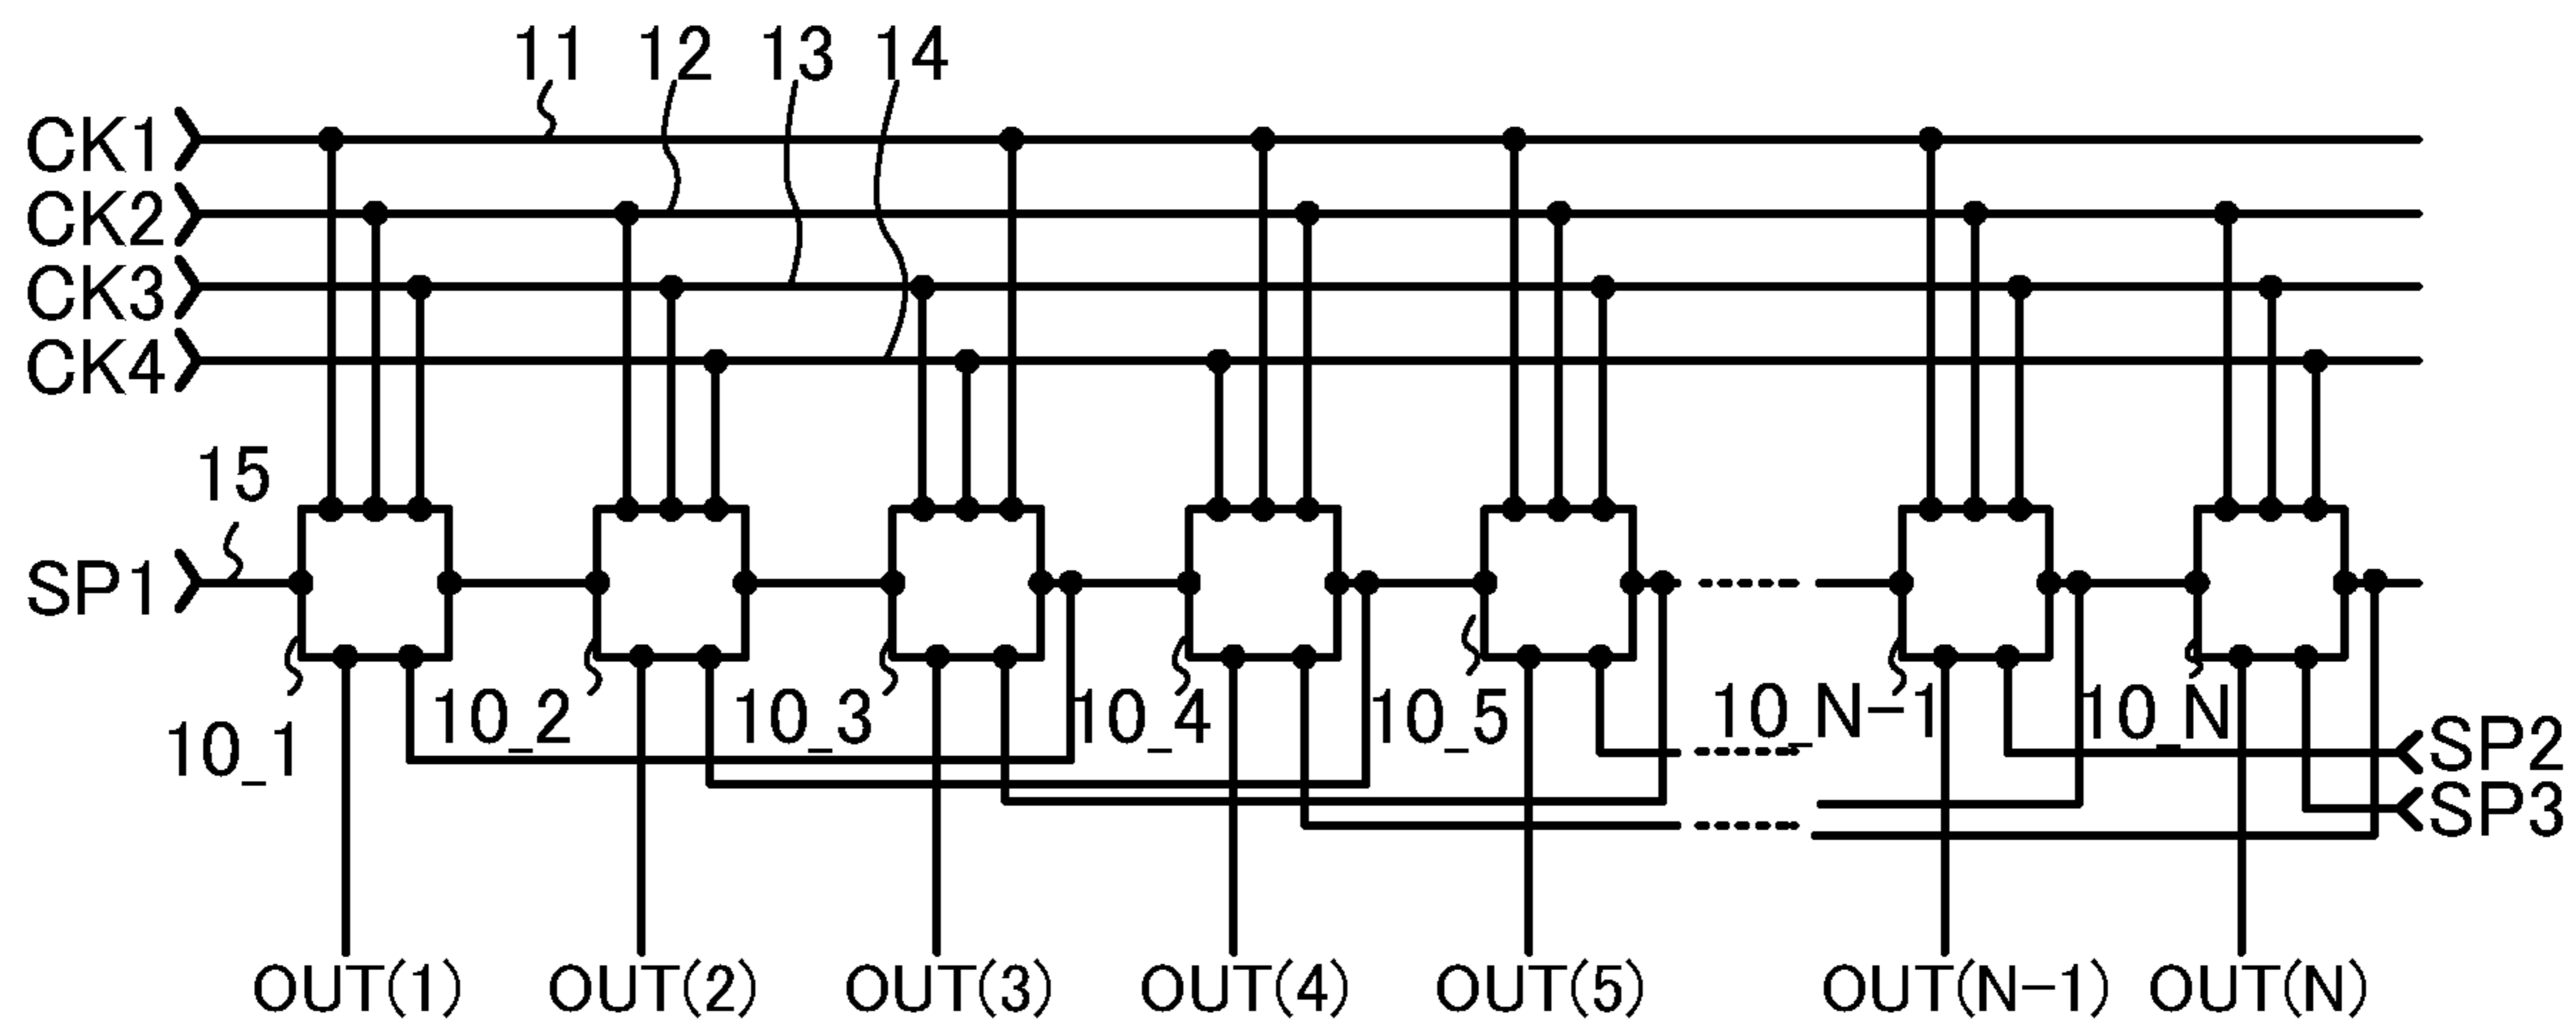 11 12 13 14
CK1
CK2
CK3
CK4
15
SP1
10_1 10_2 10_3 10_4 10_5 10_N-1 10_N
SP2
SP3
OUT(1) OUT(2) OUT(3) OUT(4) OUT(5) OUT(N-1) OUT(N)